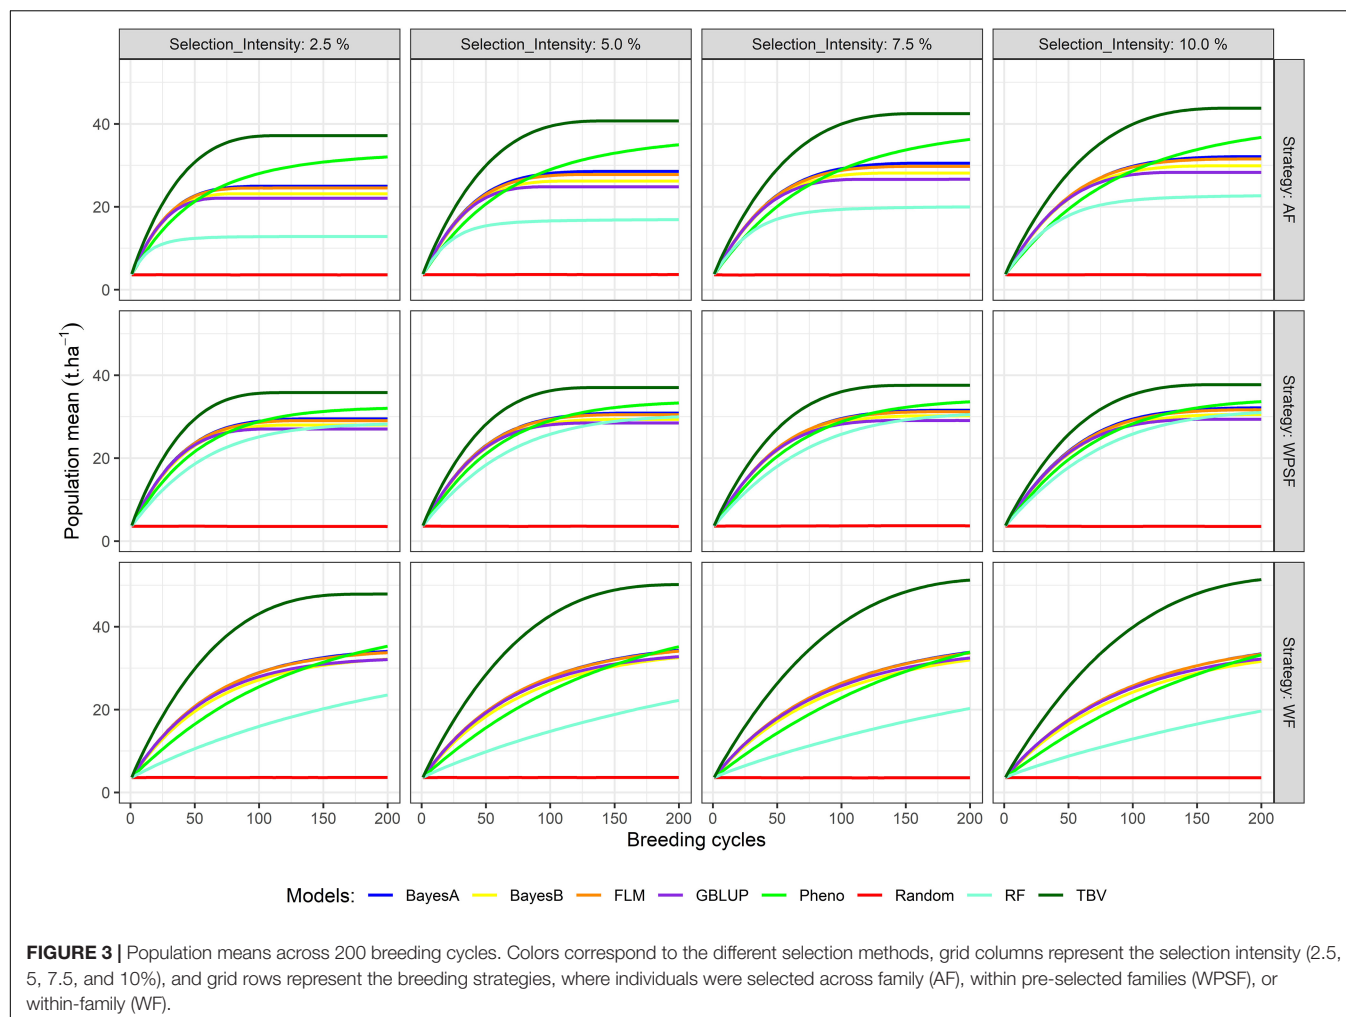 Selection_Intensity: 2.5 %
Selection_Intensity: 5.0 %
Selection_Intensity: 7.5 %
Selection_Intensity: 10.0 %
40
20
0
Strategy: AF
Population mean (t.ha⁻¹)
40
20
0
Strategy: WPSF
40
20
0
Strategy: WF
0 50 100 150 200
0 50 100 150 200
0 50 100 150 200
0 50 100 150 200
Breeding cycles
Models: BayesA BayesB FLM GBLUP Pheno Random RF TBV
FIGURE 3 | Population means across 200 breeding cycles. Colors correspond to the different selection methods, grid columns represent the selection intensity (2.5,
5, 7.5, and 10%), and grid rows represent the breeding strategies, where individuals were selected across family (AF), within pre-selected families (WPSF), or
within-family (WF).